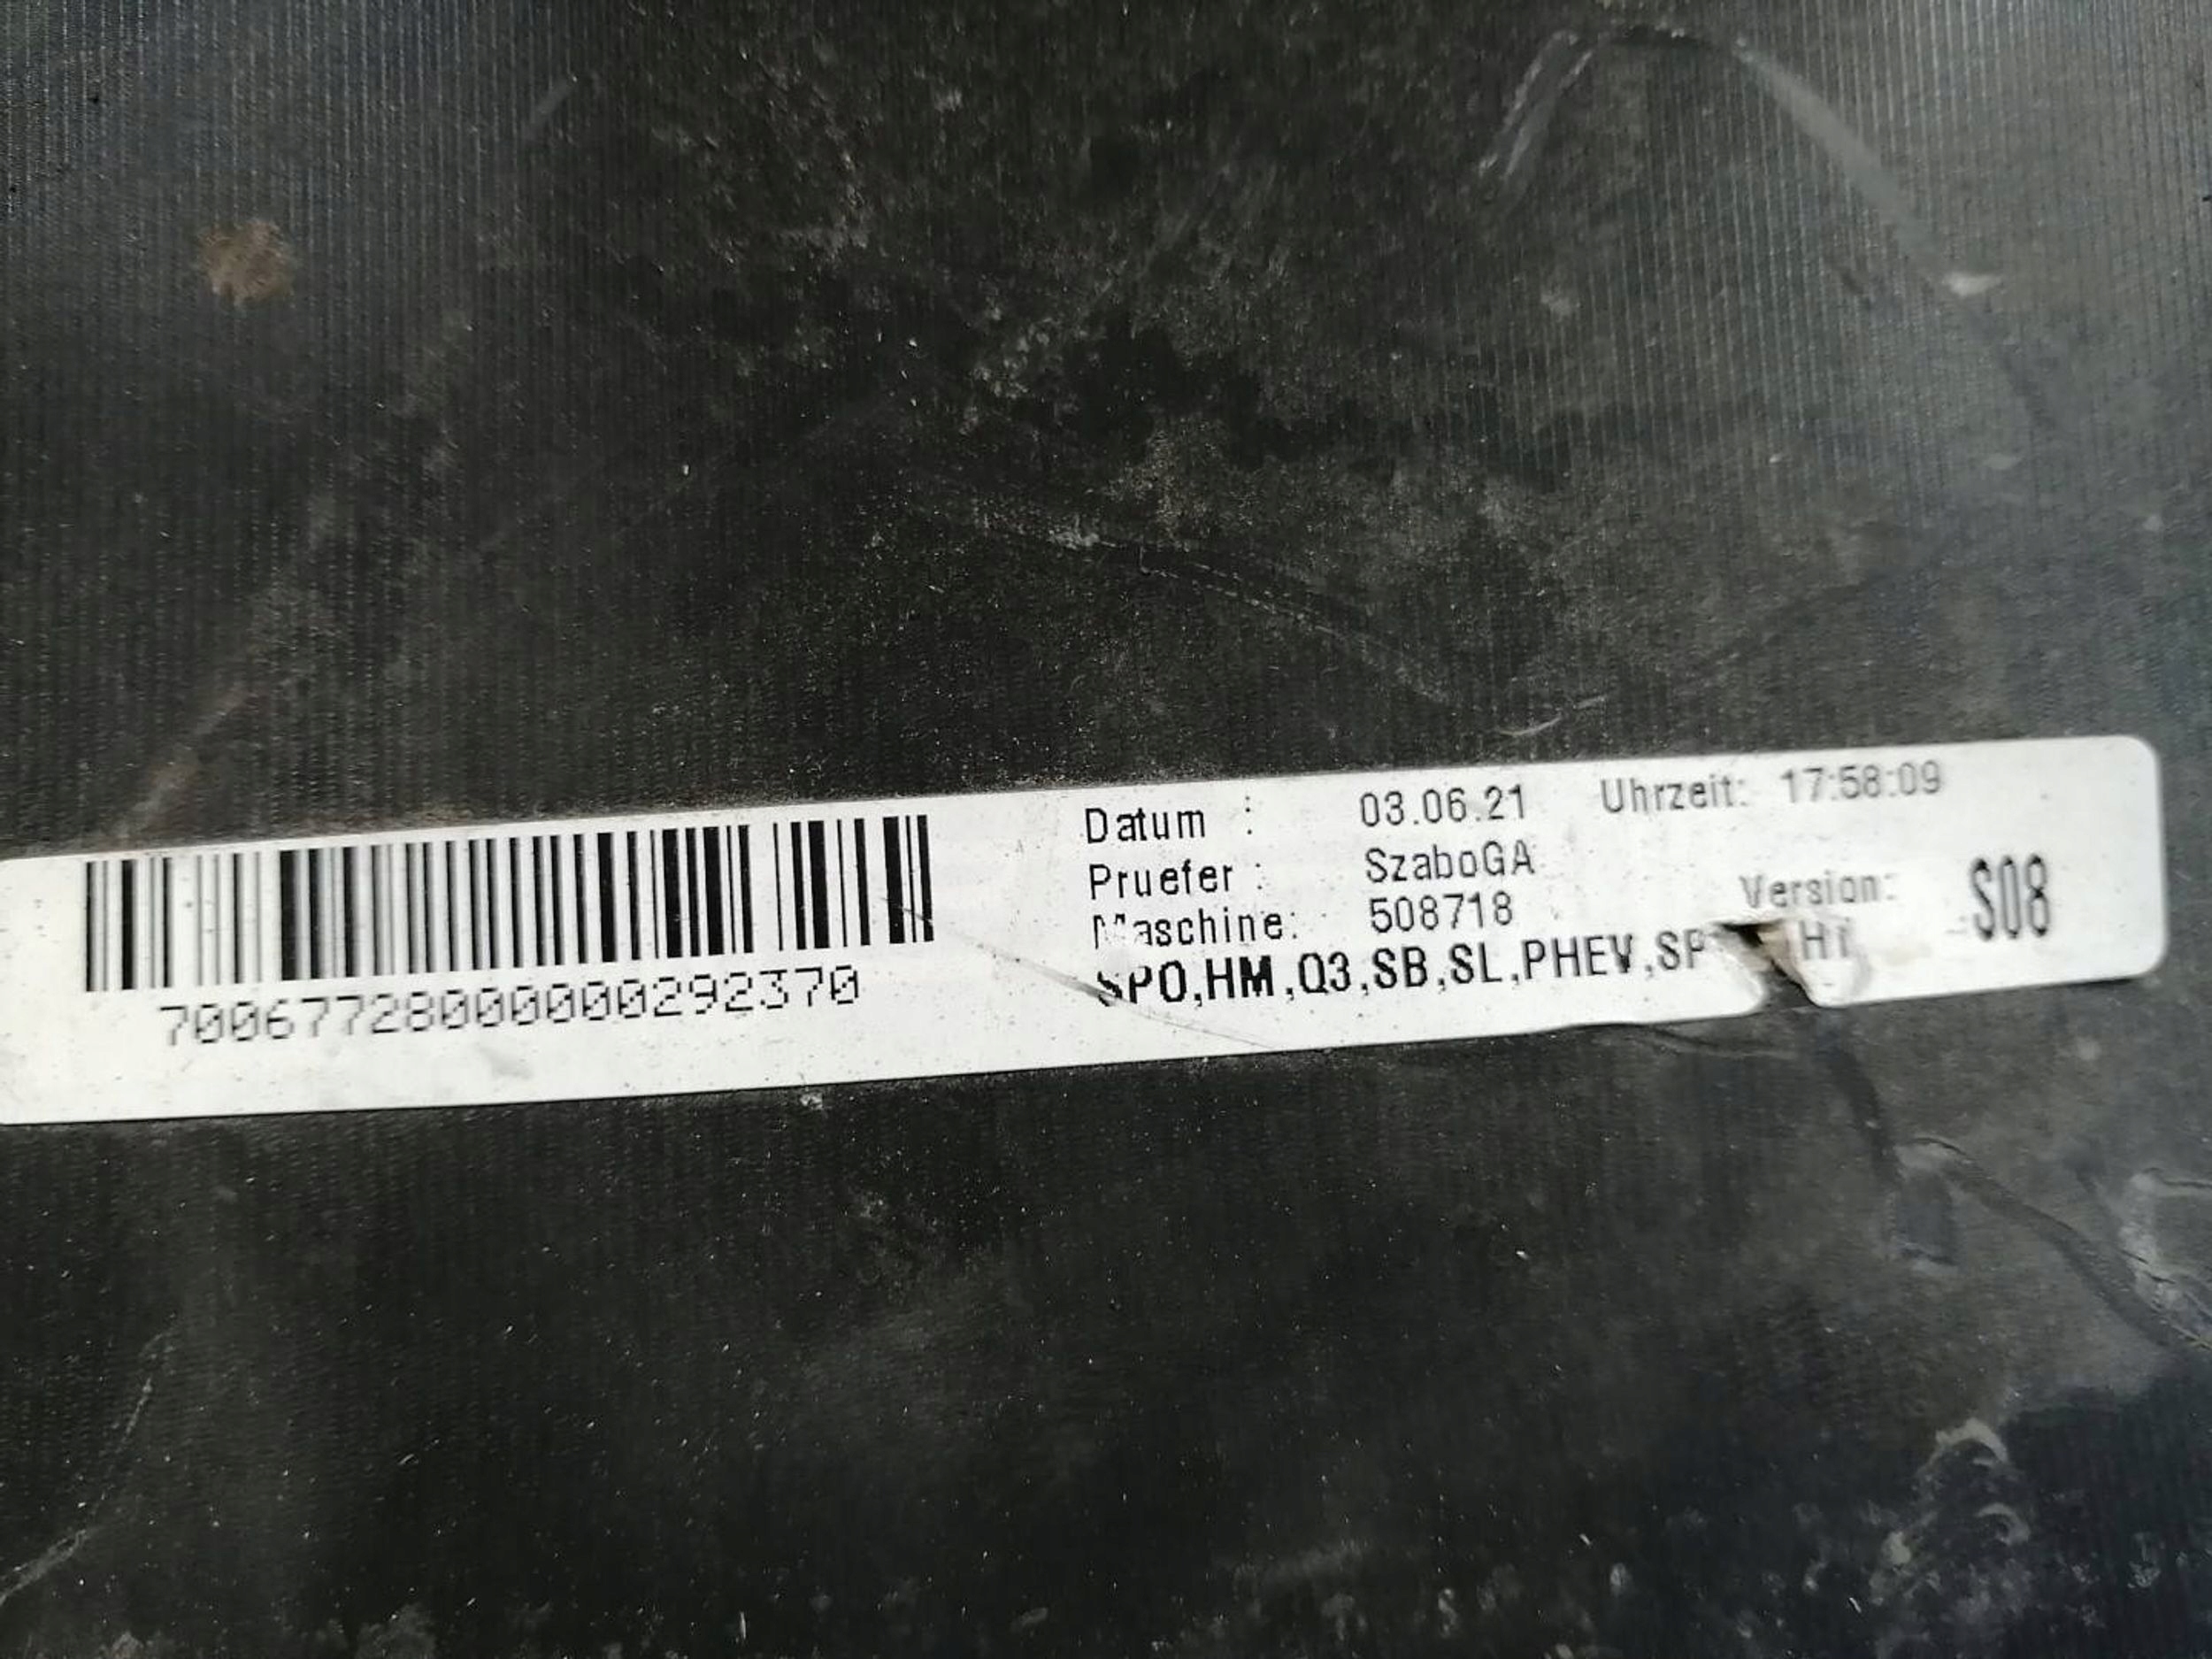 Datum : 03.06.21 Uhrzeit: 17:58:09
Pruefer : SzaboGA
Maschine: 508718 Version: S08
SPO,HM,Q3,SB,SL,PHEV,SP
70067728000000292370